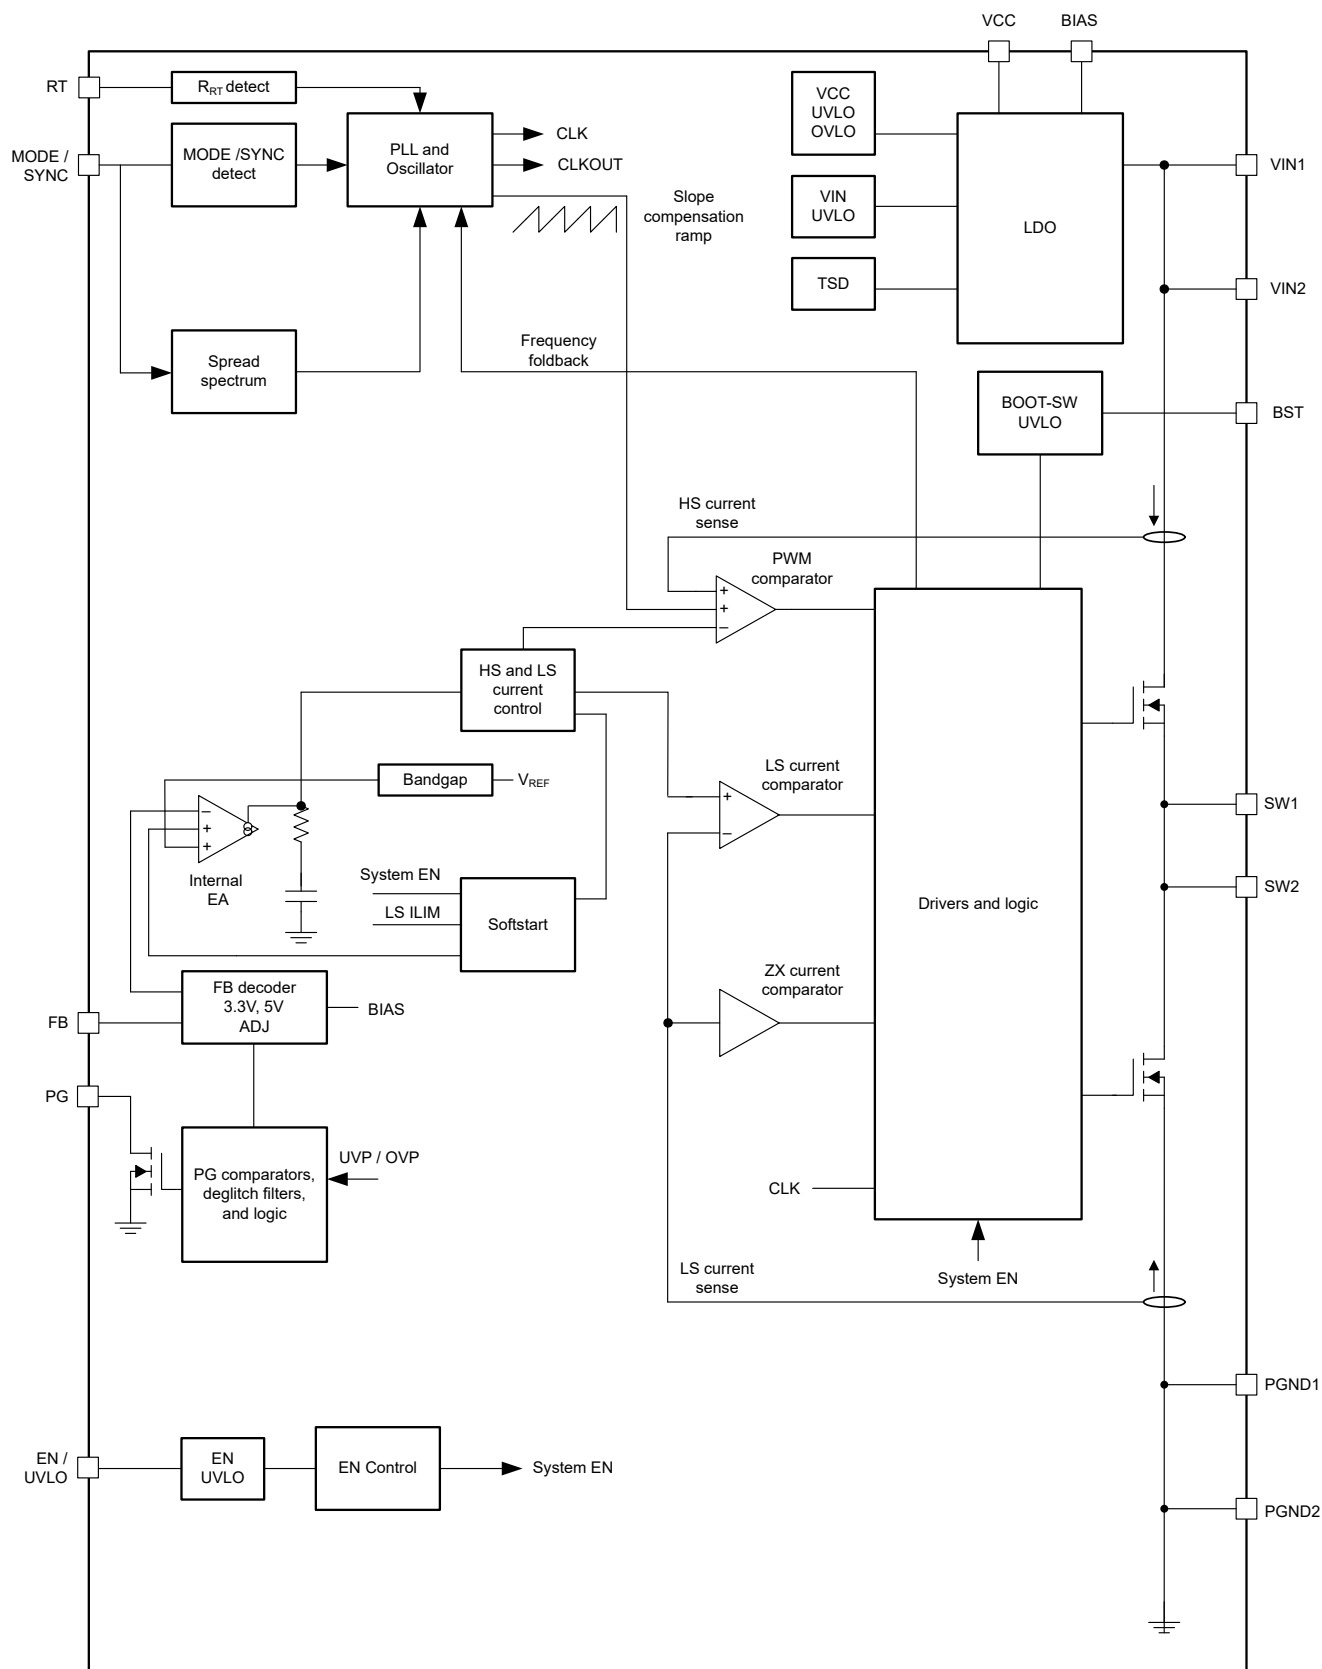 VCC
BIAS
RT
R_RT detect
MODE /
SYNC
MODE /SYNC
detect
PLL and
Oscillator
CLK
CLKOUT
Slope
compensation
ramp
VCC
UVLO
OVLO
VIN
UVLO
TSD
LDO
VIN1
VIN2
Spread
spectrum
Frequency
foldback
BOOT-SW
UVLO
BST
HS current
sense
PWM
comparator
+
+
−
HS and LS
current
control
Bandgap
V_REF
LS current
comparator
+
−
−
+
+
Internal
EA
System EN
LS ILIM
Softstart
SW1
SW2
Drivers and logic
ZX current
comparator
FB decoder
3.3V, 5V
ADJ
BIAS
FB
PG
PG comparators,
deglitch filters,
and logic
UVP / OVP
CLK
System EN
LS current
sense
PGND1
EN /
UVLO
EN
UVLO
EN Control
System EN
PGND2